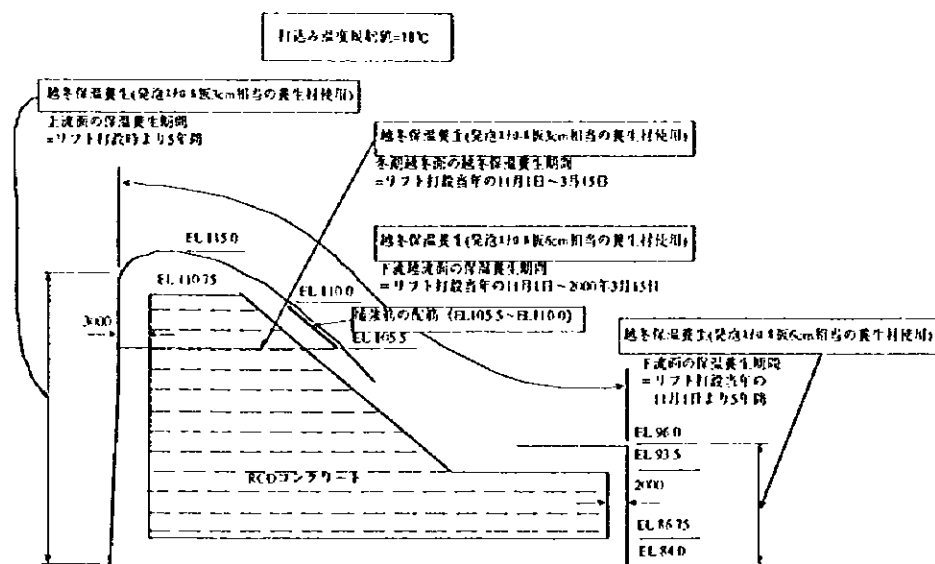 打込み温度規制値=18℃
越冬保温養生(発泡ｽﾁﾛｰﾙ板3cm相当の養生材使用)
上流面の保温養生期間
=リフト打設時より5年間
越冬保温養生(発泡ｽﾁﾛｰﾙ板3cm相当の養生材使用)
冬期越冬面の越冬保温養生期間
=リフト打設当年の11月1日~3月15日
越冬保温養生(発泡ｽﾁﾛｰﾙ板6cm相当の養生材使用)
下流越流面の保温養生期間
=リフト打設当年の11月1日~2000年3月15日
EL 115.0
EL 110.75
EL 110.0
補強筋の配筋 (EL105.5~EL110.0)
EL 105.5
3000
越冬保温養生(発泡ｽﾁﾛｰﾙ板6cm相当の養生材使用)
下流面の保温養生期間
=リフト打設当年の
11月1日より5年間
EL 96.0
EL 93.5
2000
RCDコンクリート
EL 86.75
EL 84.0